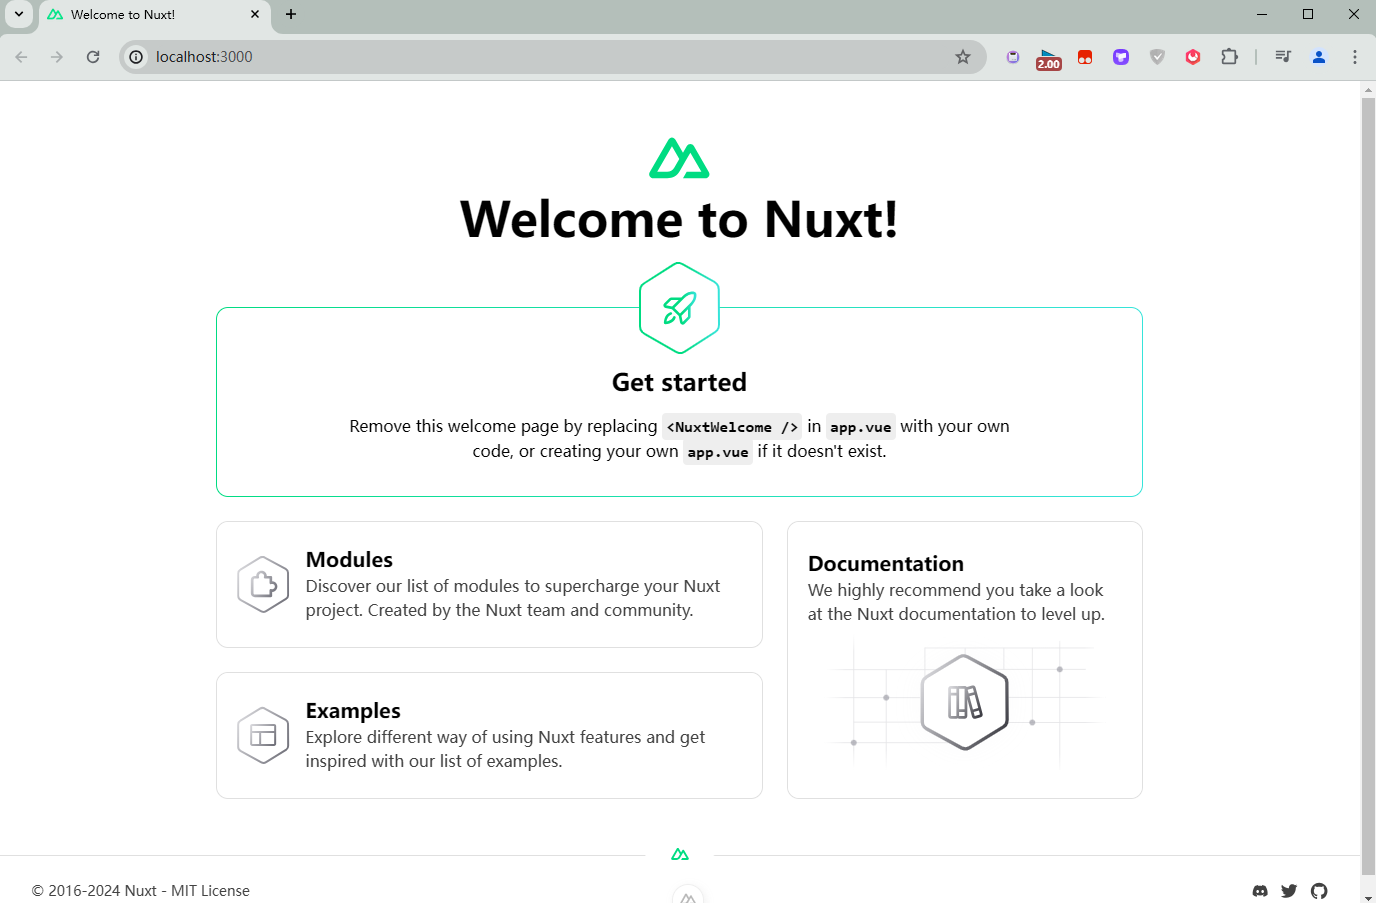 Welcome to Nuxt!
localhost:3000
2.00
Welcome to Nuxt!
Get started
Remove this welcome page by replacing <NuxtWelcome /> in app.vue with your own
code, or creating your own app.vue if it doesn't exist.
Modules
Discover our list of modules to supercharge your Nuxt
project. Created by the Nuxt team and community.
Documentation
We highly recommend you take a look
at the Nuxt documentation to level up.
Examples
Explore different way of using Nuxt features and get
inspired with our list of examples.
© 2016-2024 Nuxt - MIT License